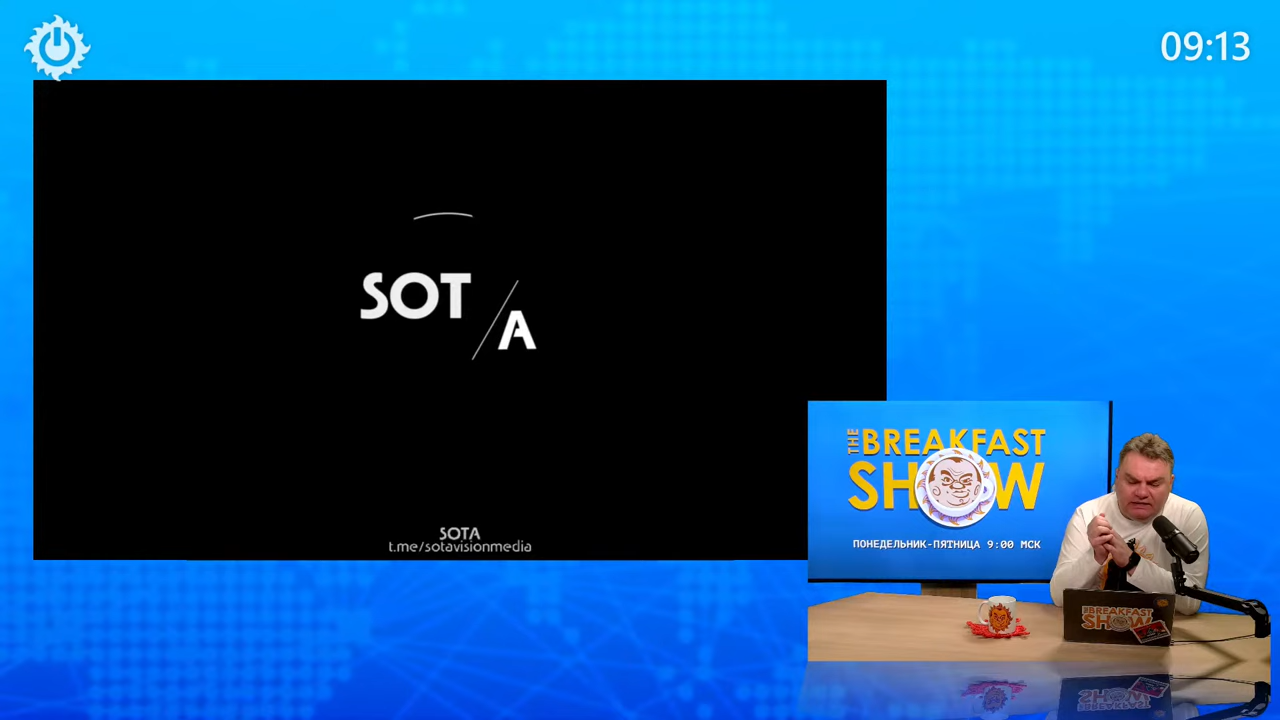 09:13
SOT/A
SOTA
t.me/sotavisionmedia
THE BREAKFAST
SHOW
ПОНЕДЕЛЬНИК-ПЯТНИЦА 9:00 МСК
#BREAKFAST
SHOW